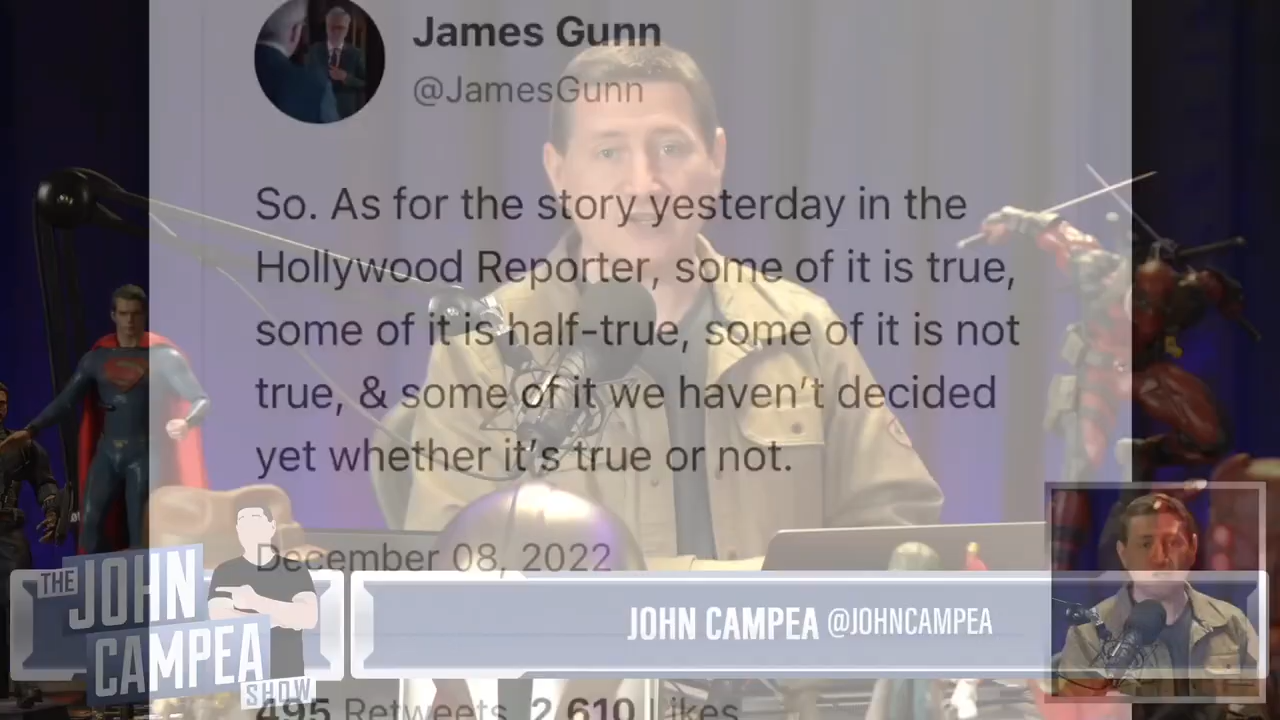 James Gunn
@JamesGunn
So. As for the story yesterday in the
Hollywood Reporter, some of it is true,
some of it is half-true, some of it is not
true, & some of it we haven’t decided
yet whether it’s true or not.
December 08, 2022
THE
JOHN
CAMPEA
SHOW
JOHN CAMPEA @JOHNCAMPEA
495 Retweets 2,610 Likes